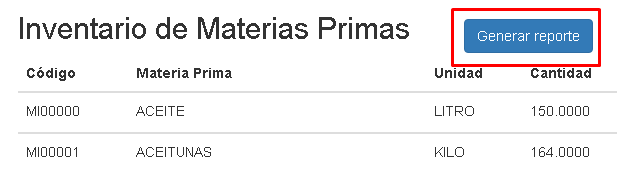 Inventario de Materias Primas Generar reporte
Código Materia Prima Unidad Cantidad
MI00000 ACEITE LITRO 150.0000
MI00001 ACEITUNAS KILO 164.0000